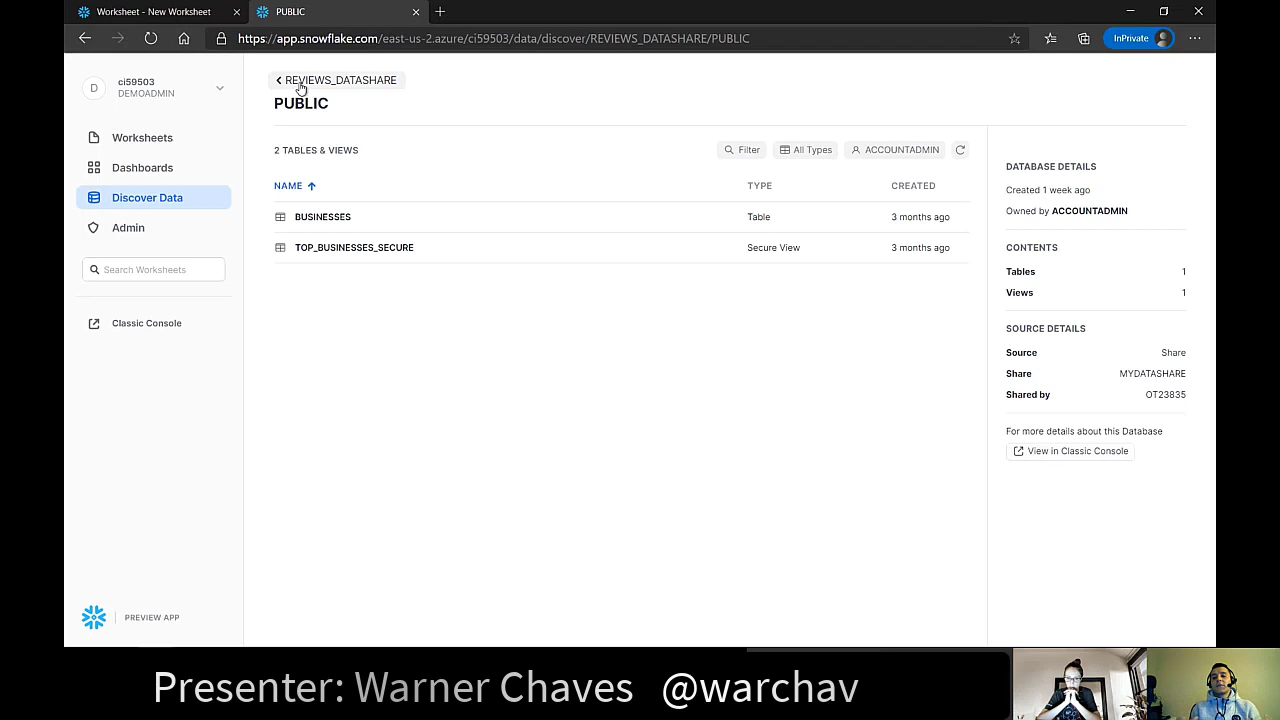 Worksheet - New Worksheet
PUBLIC
https://app.snowflake.com/east-us-2.azure/ci59503/data/discover/REVIEWS_DATASHARE/PUBLIC
InPrivate
D
ci59503
DEMOADMIN
Worksheets
Dashboards
Discover Data
Admin
Search Worksheets
Classic Console
PREVIEW APP
REVIEWS_DATASHARE
PUBLIC
2 TABLES & VIEWS
Filter
All Types
ACCOUNTADMIN
NAME TYPE CREATED
BUSINESSES Table 3 months ago
TOP_BUSINESSES_SECURE Secure View 3 months ago
DATABASE DETAILS
Created 1 week ago
Owned by ACCOUNTADMIN
CONTENTS
Tables 1
Views 1
SOURCE DETAILS
Source Share
Share MYDATASHARE
Shared by OT23835
For more details about this Database
View in Classic Console
Presenter: Warner Chaves @warchav